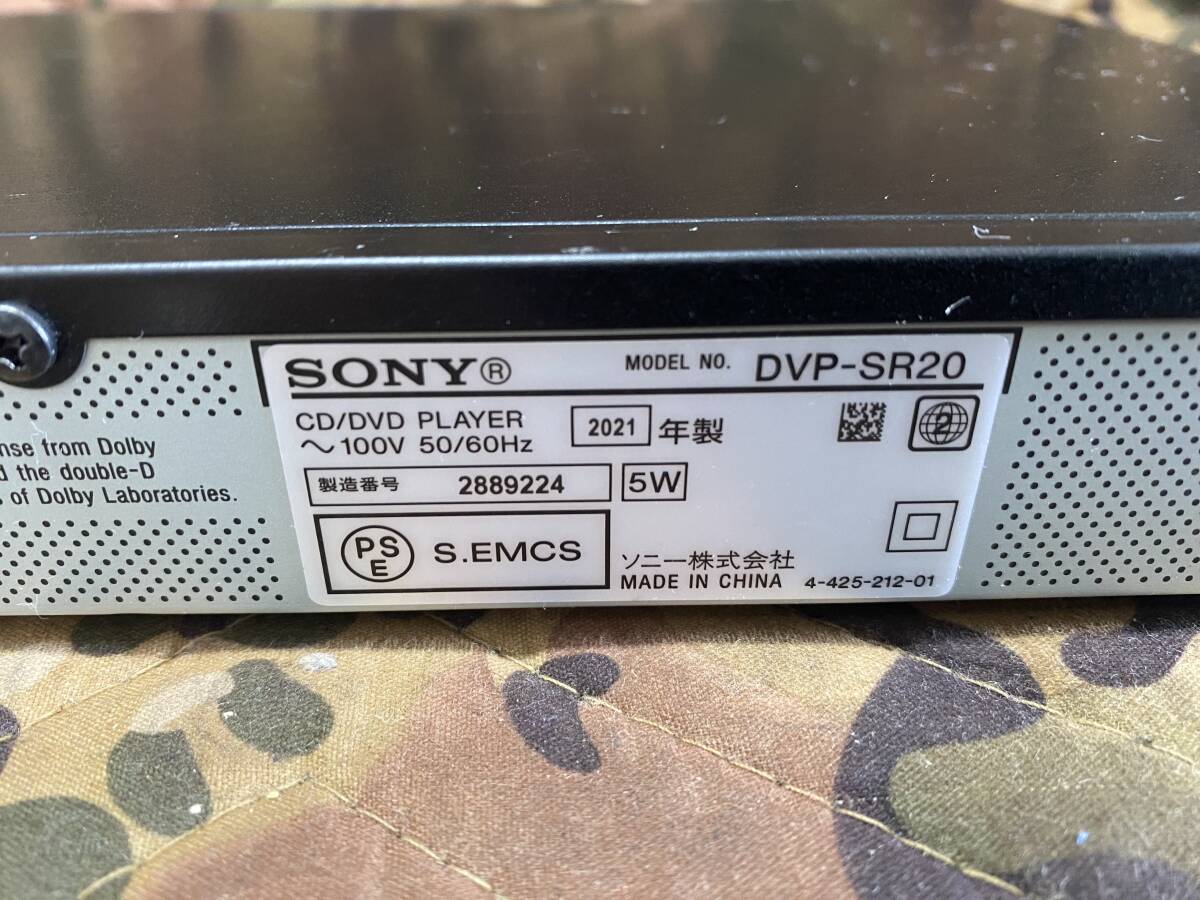 SONY®
MODEL NO. DVP-SR20
CD/DVD PLAYER
～100V 50/60Hz
2021 年製
2
製造番号 2889224
5W
PSE
S.EMCS
ソニー株式会社
MADE IN CHINA 4-425-212-01
nse from Dolby
d the double-D
of Dolby Laboratories.